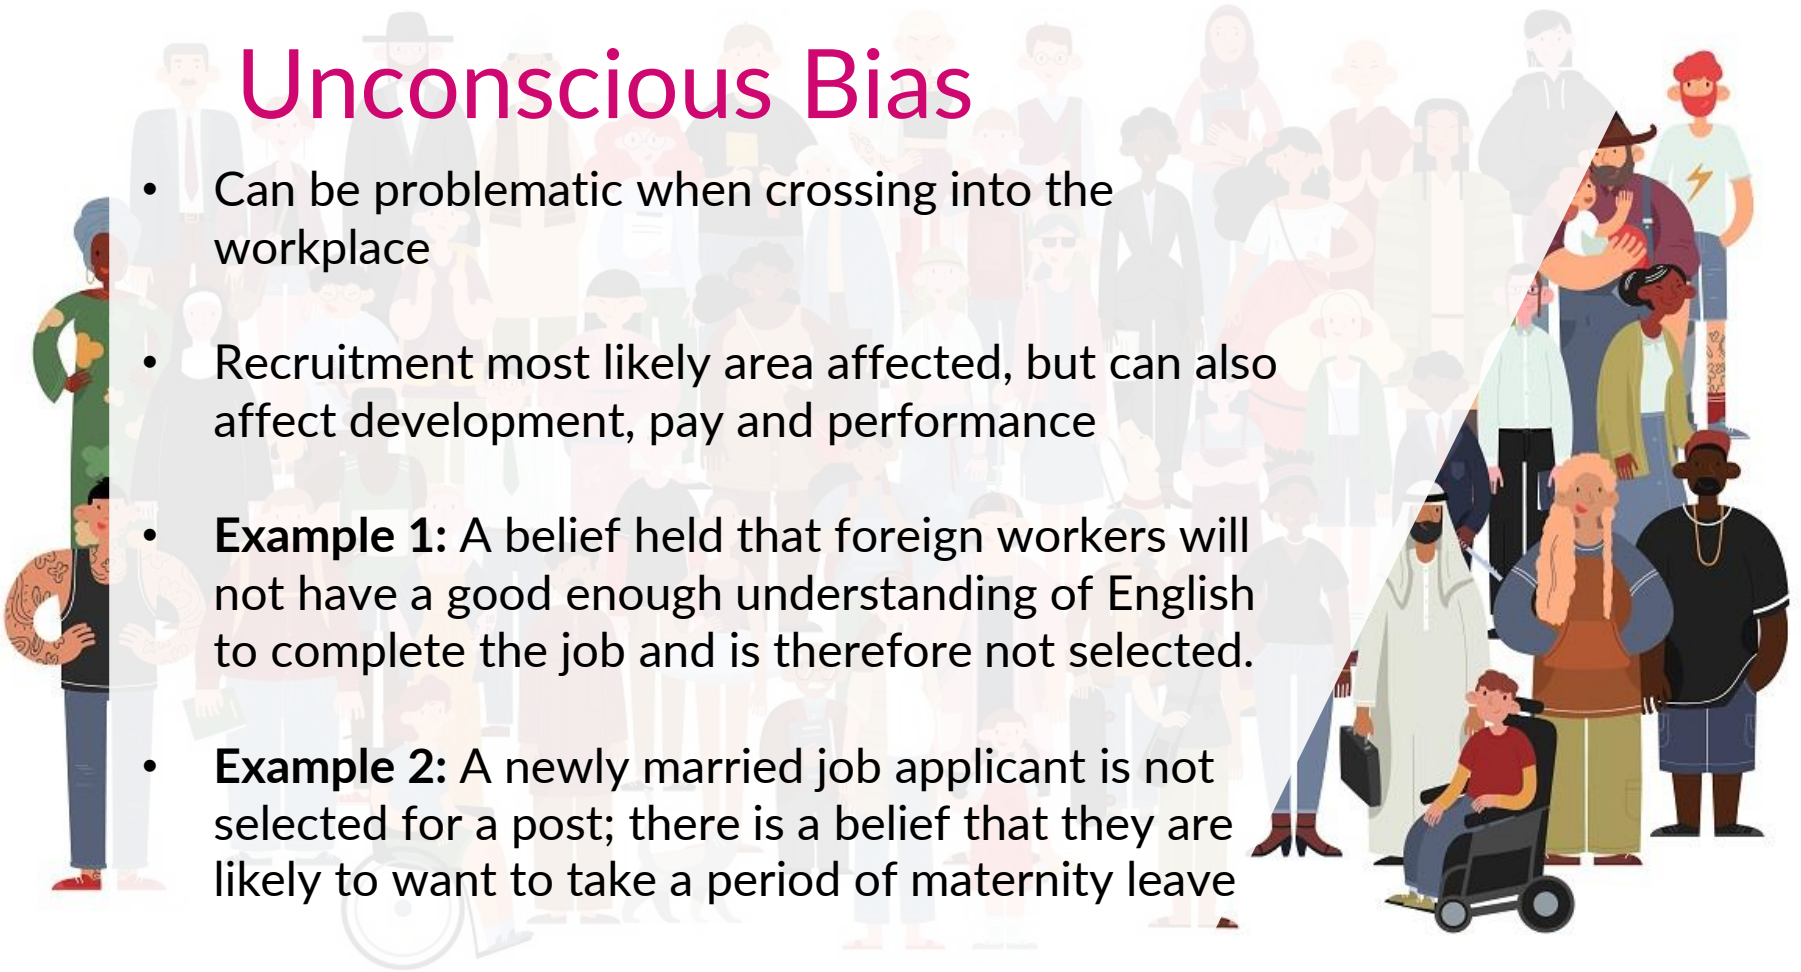 Unconscious Bias
• Can be problematic when crossing into the
workplace
• Recruitment most likely area affected, but can also
affect development, pay and performance
• Example 1: A belief held that foreign workers will
not have a good enough understanding of English
to complete the job and is therefore not selected.
• Example 2: A newly married job applicant is not
selected for a post; there is a belief that they are
likely to want to take a period of maternity leave